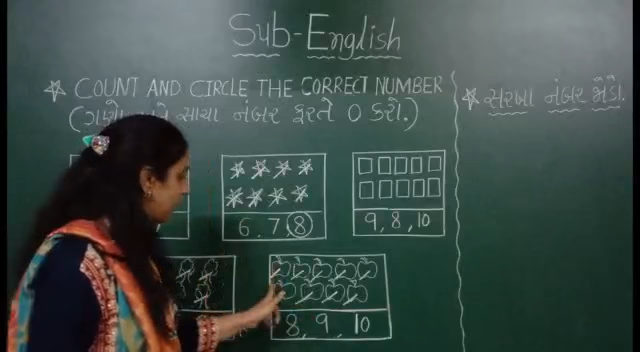 Sub-English
COUNT AND CIRCLE THE CORRECT NUMBER
સરખા નંબર જોડો.
સાચા નંબર ફરતે O કરો.)
6, 7, 8
9, 8, 10
8, 9, 10